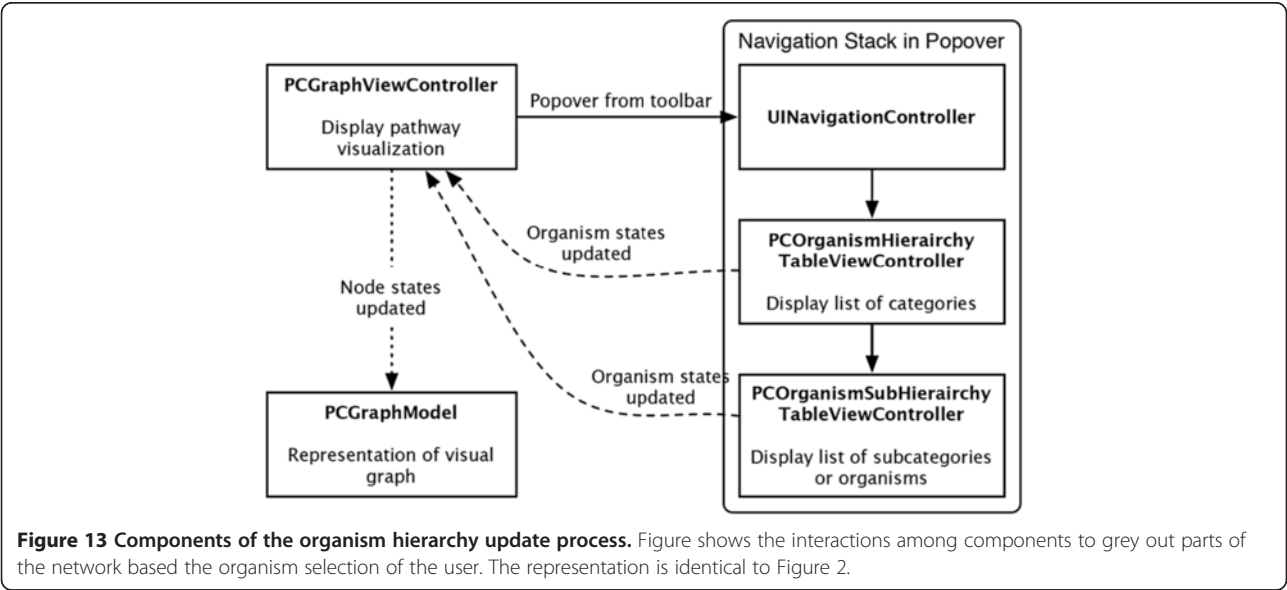 Navigation Stack in Popover
PCGraphViewController
Display pathway
visualization
Popover from toolbar
UINavigationController
Organism states
updated
PCOrganismHierairchy
TableViewController
Display list of categories
Node states
updated
Organism states
updated
PCGraphModel
Representation of visual
graph
PCOrganismSubHierairchy
TableViewController
Display list of subcategories
or organisms
Figure 13 Components of the organism hierarchy update process. Figure shows the interactions among components to grey out parts of
the network based the organism selection of the user. The representation is identical to Figure 2.